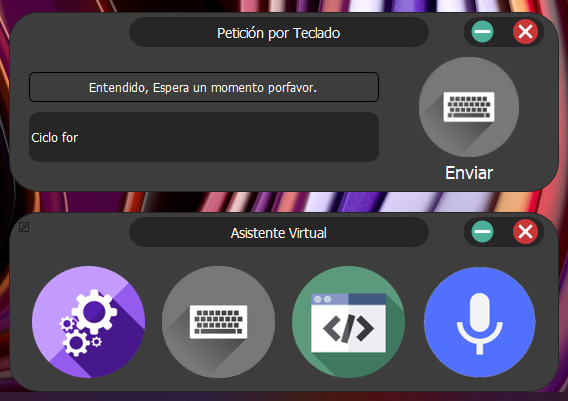 Petición por Teclado
Entendido, Espera un momento porfavor.
Ciclo for
Enviar
Asistente Virtual